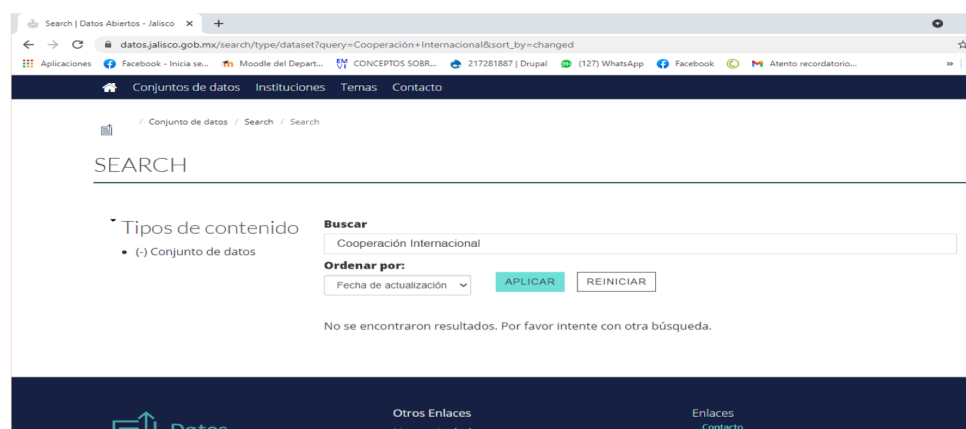 Search | Datos Abiertos - Jalisco
datos.jalisco.gob.mx/search/type/dataset?query=Cooperación+Internacional&sort_by=changed
Aplicaciones Facebook - Inicia se... Moodle del Depart... CONCEPTOS SOBR... 217281887 | Drupal (127) WhatsApp Facebook Atento recordatorio... »
Conjuntos de datos Instituciones Temas Contacto
/ Conjunto de datos / Search / Search
SEARCH
Tipos de contenido
(-) Conjunto de datos
Buscar
Cooperación Internacional
Ordenar por:
Fecha de actualización APLICAR REINICIAR
No se encontraron resultados. Por favor intente con otra búsqueda.
Otros Enlaces Enlaces
Datos Contacto